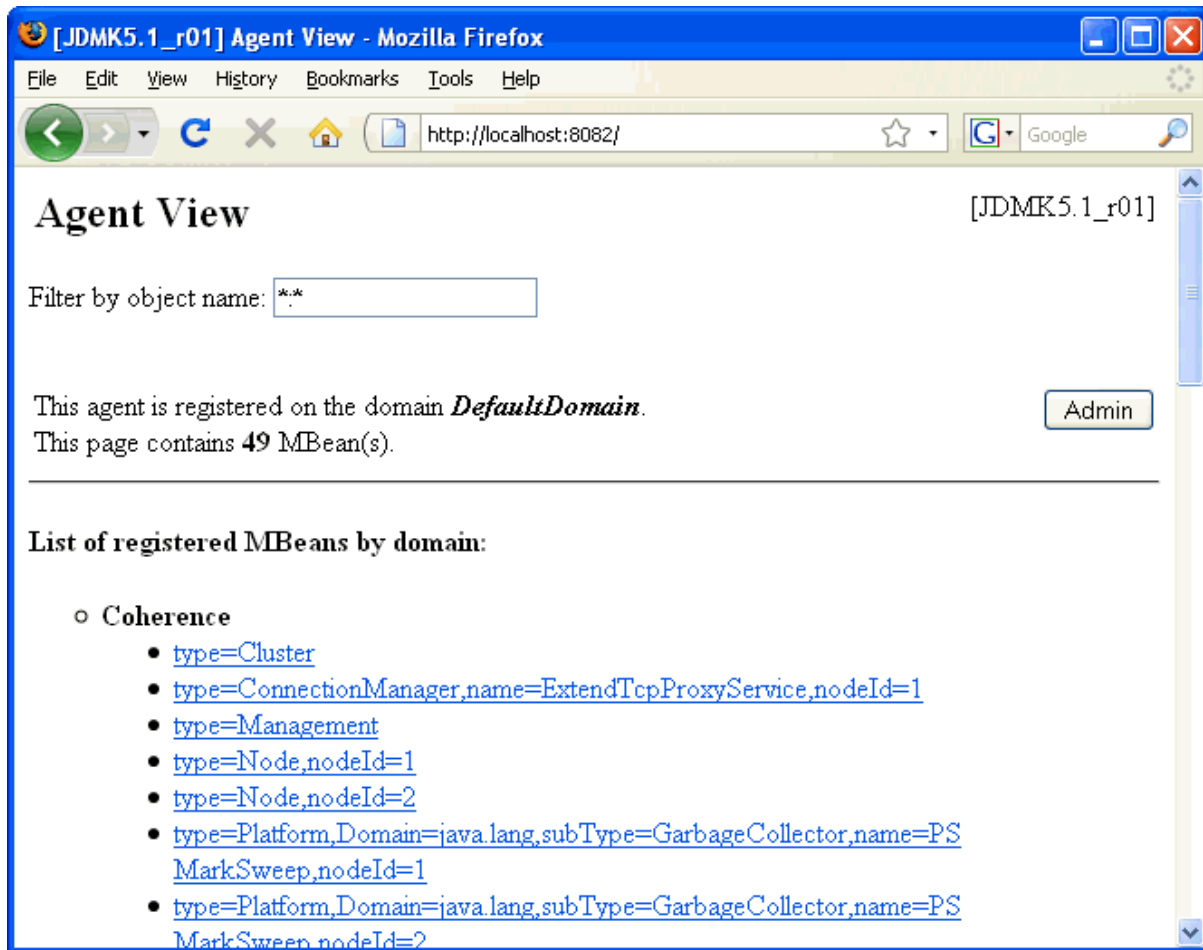 [JDMK5.1_r01] Agent View - Mozilla Firefox
File Edit View History Bookmarks Tools Help
http://localhost:8082/ G Google
Agent View [JDMK5.1_r01]
Filter by object name: *:*
This agent is registered on the domain DefaultDomain. Admin
This page contains 49 MBean(s).
List of registered MBeans by domain:
Coherence
type=Cluster
type=ConnectionManager,name=ExtendTcpProxyService,nodeId=1
type=Management
type=Node,nodeId=1
type=Node,nodeId=2
type=Platform,Domain=java.lang,subType=GarbageCollector,name=PS
MarkSweep,nodeId=1
type=Platform,Domain=java.lang,subType=GarbageCollector,name=PS
MarkSweep,nodeId=2